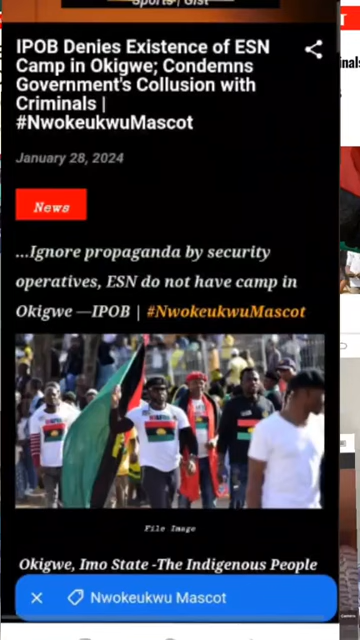 Sports | Gist
IPOB Denies Existence of ESN
Camp in Okigwe; Condemns
Government's Collusion with
Criminals |
#NwokeukwuMascot
January 28, 2024
News
...Ignore propaganda by security
operatives, ESN do not have camp in
Okigwe —IPOB | #NwokeukwuMascot
File Image
Okigwe, Imo State -The Indigenous People
Nwokeukwu Mascot